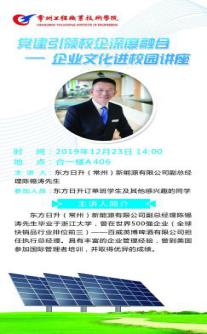 常州工程职业技术学院
CHANGZHOU VOCATIONAL INSTITUTE OF ENGINEERING
党建引领校企深度融合
— 企业文化进校园讲座
时 间：2019年12月23日 14:00
地 点：合一楼A406
主 讲 人：东方日升（常州）新能源有限公司副总经
理陈锡涛先生
参加人员：东方日升订单班学生及其他感兴趣的同学
主讲人简介
东方日升（常州）新能源有限公司副总经理陈锡
涛先生毕业于浙江大学，曾在世界500强企业（全球
快销品行业排位前三）——百威英博啤酒有限公司担
任执行总经理。具有丰富的企业管理经验，曾到美国
参加国际管理者培训，并取得优异的成绩。